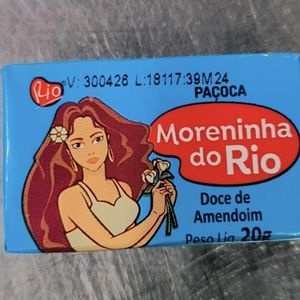 Rio
V: 300426 L:18117:39M24
PAÇOCA
Moreninha
do Rio
Doce de
Amendoim
Peso Líq. 20g